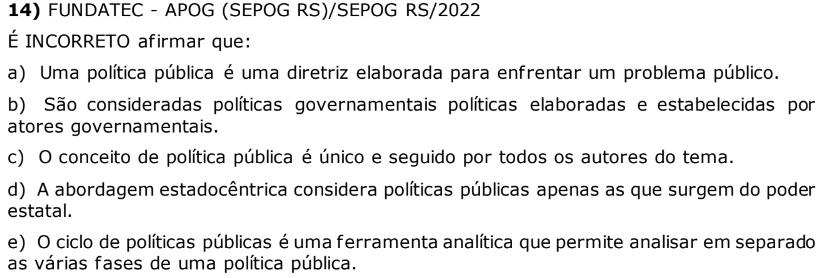 14) FUNDATEC - APOG (SEPOG RS)/SEPOG RS/2022
É INCORRETO afirmar que:
a) Uma política pública é uma diretriz elaborada para enfrentar um problema público.
b) São consideradas políticas governamentais políticas elaboradas e estabelecidas por
atores governamentais.
c) O conceito de política pública é único e seguido por todos os autores do tema.
d) A abordagem estadocêntrica considera políticas públicas apenas as que surgem do poder
estatal.
e) O ciclo de políticas públicas é uma ferramenta analítica que permite analisar em separado
as várias fases de uma política pública.